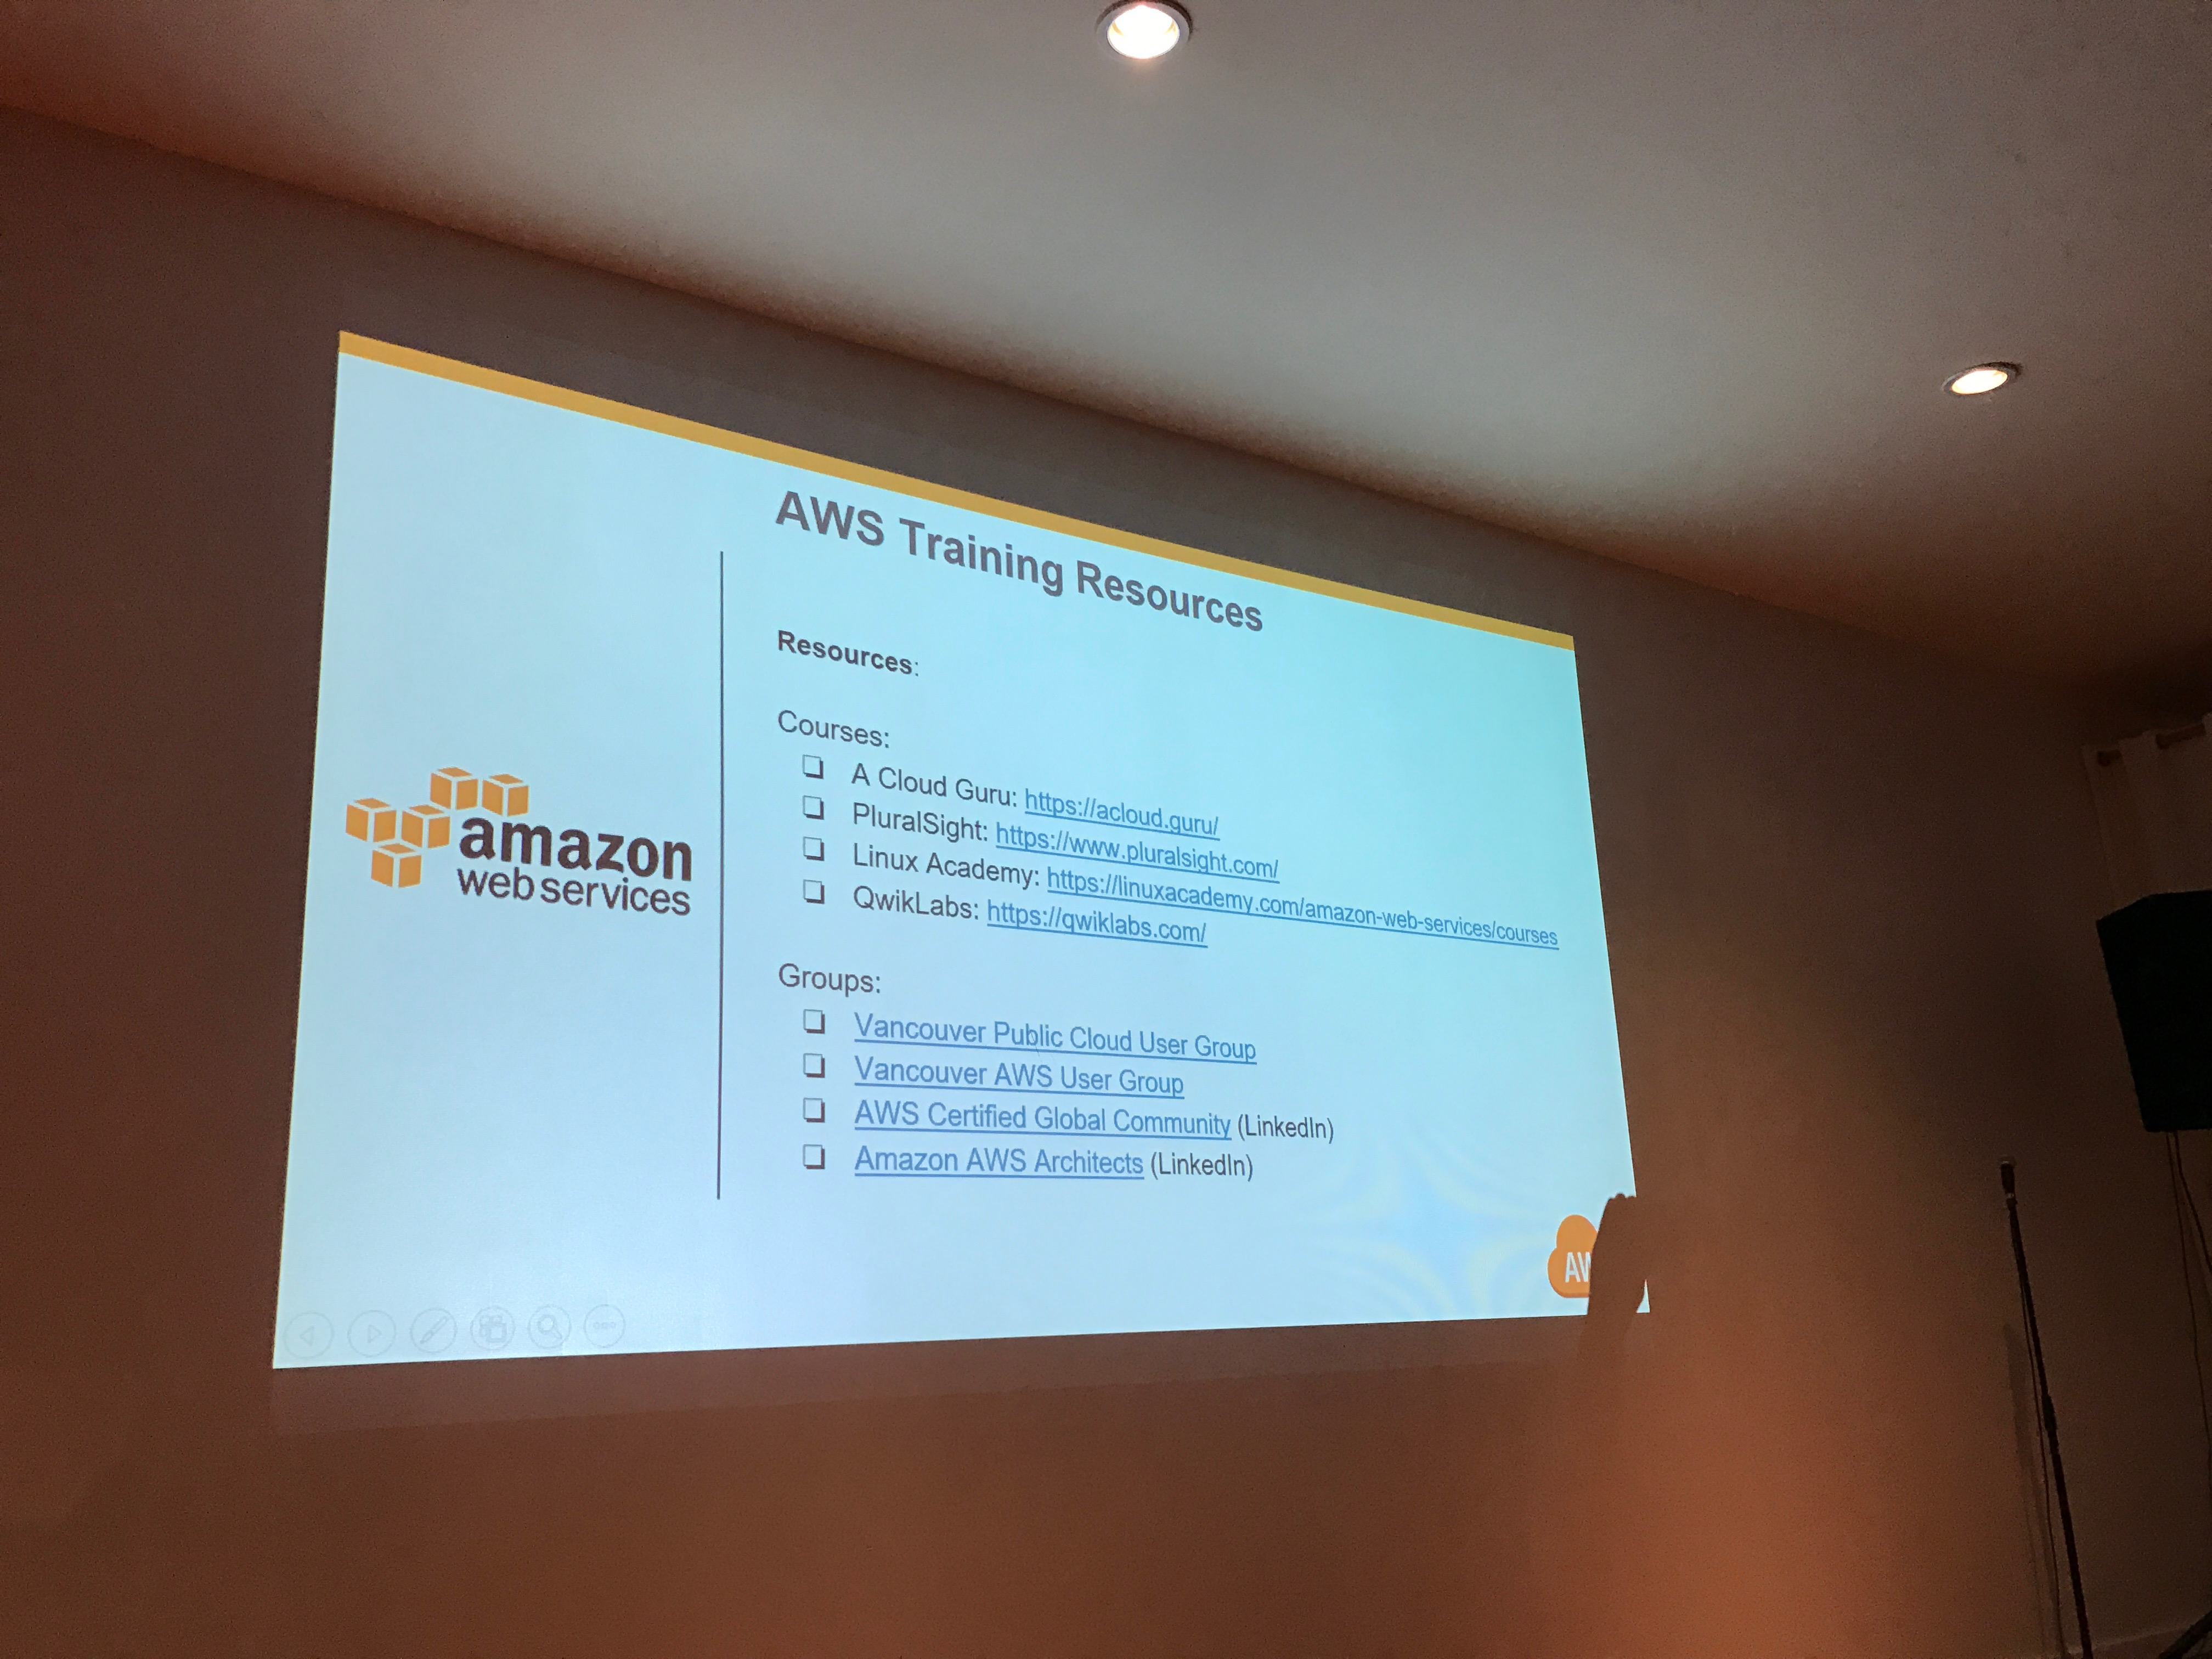 AWS Training Resources
Resources:
Courses:
❏ A Cloud Guru: https://acloud.guru/
❏ PluralSight: https://www.pluralsight.com/
❏ Linux Academy: https://linuxacademy.com/amazon-web-services/courses
❏ QwikLabs: https://qwiklabs.com/
Groups:
❏ Vancouver Public Cloud User Group
❏ Vancouver AWS User Group
❏ AWS Certified Global Community (LinkedIn)
❏ Amazon AWS Architects (LinkedIn)
amazon
web services